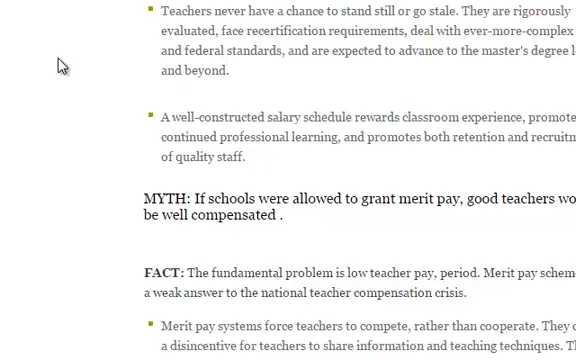 Teachers never have a chance to stand still or go stale. They are rigorously
evaluated, face recertification requirements, deal with ever-more-complex
and federal standards, and are expected to advance to the master's degree
and beyond.
A well-constructed salary schedule rewards classroom experience,
continued professional learning, and promotes both retention and
of quality staff.
MYTH: If schools were allowed to grant merit pay, good teachers
be well compensated .
FACT: The fundamental problem is low teacher pay, period. Merit pay
a weak answer to the national teacher compensation crisis.
Merit pay systems force teachers to compete, rather than cooperate. They
a disincentive for teachers to share information and teaching techniques.